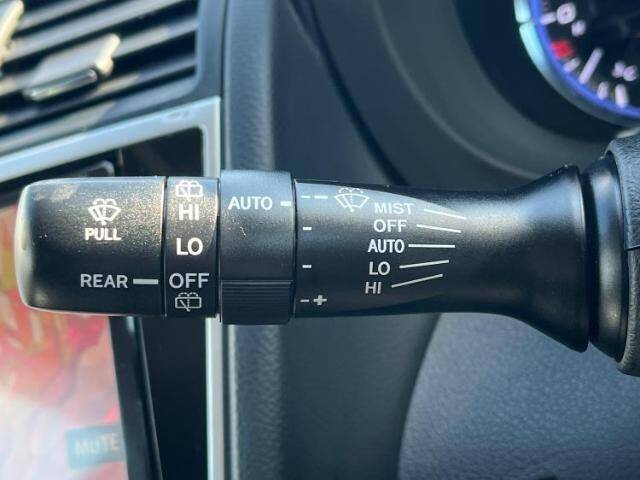 PULL
REAR
HI
LO
OFF
AUTO
- +
MIST
OFF
AUTO
LO
HI
MUTE